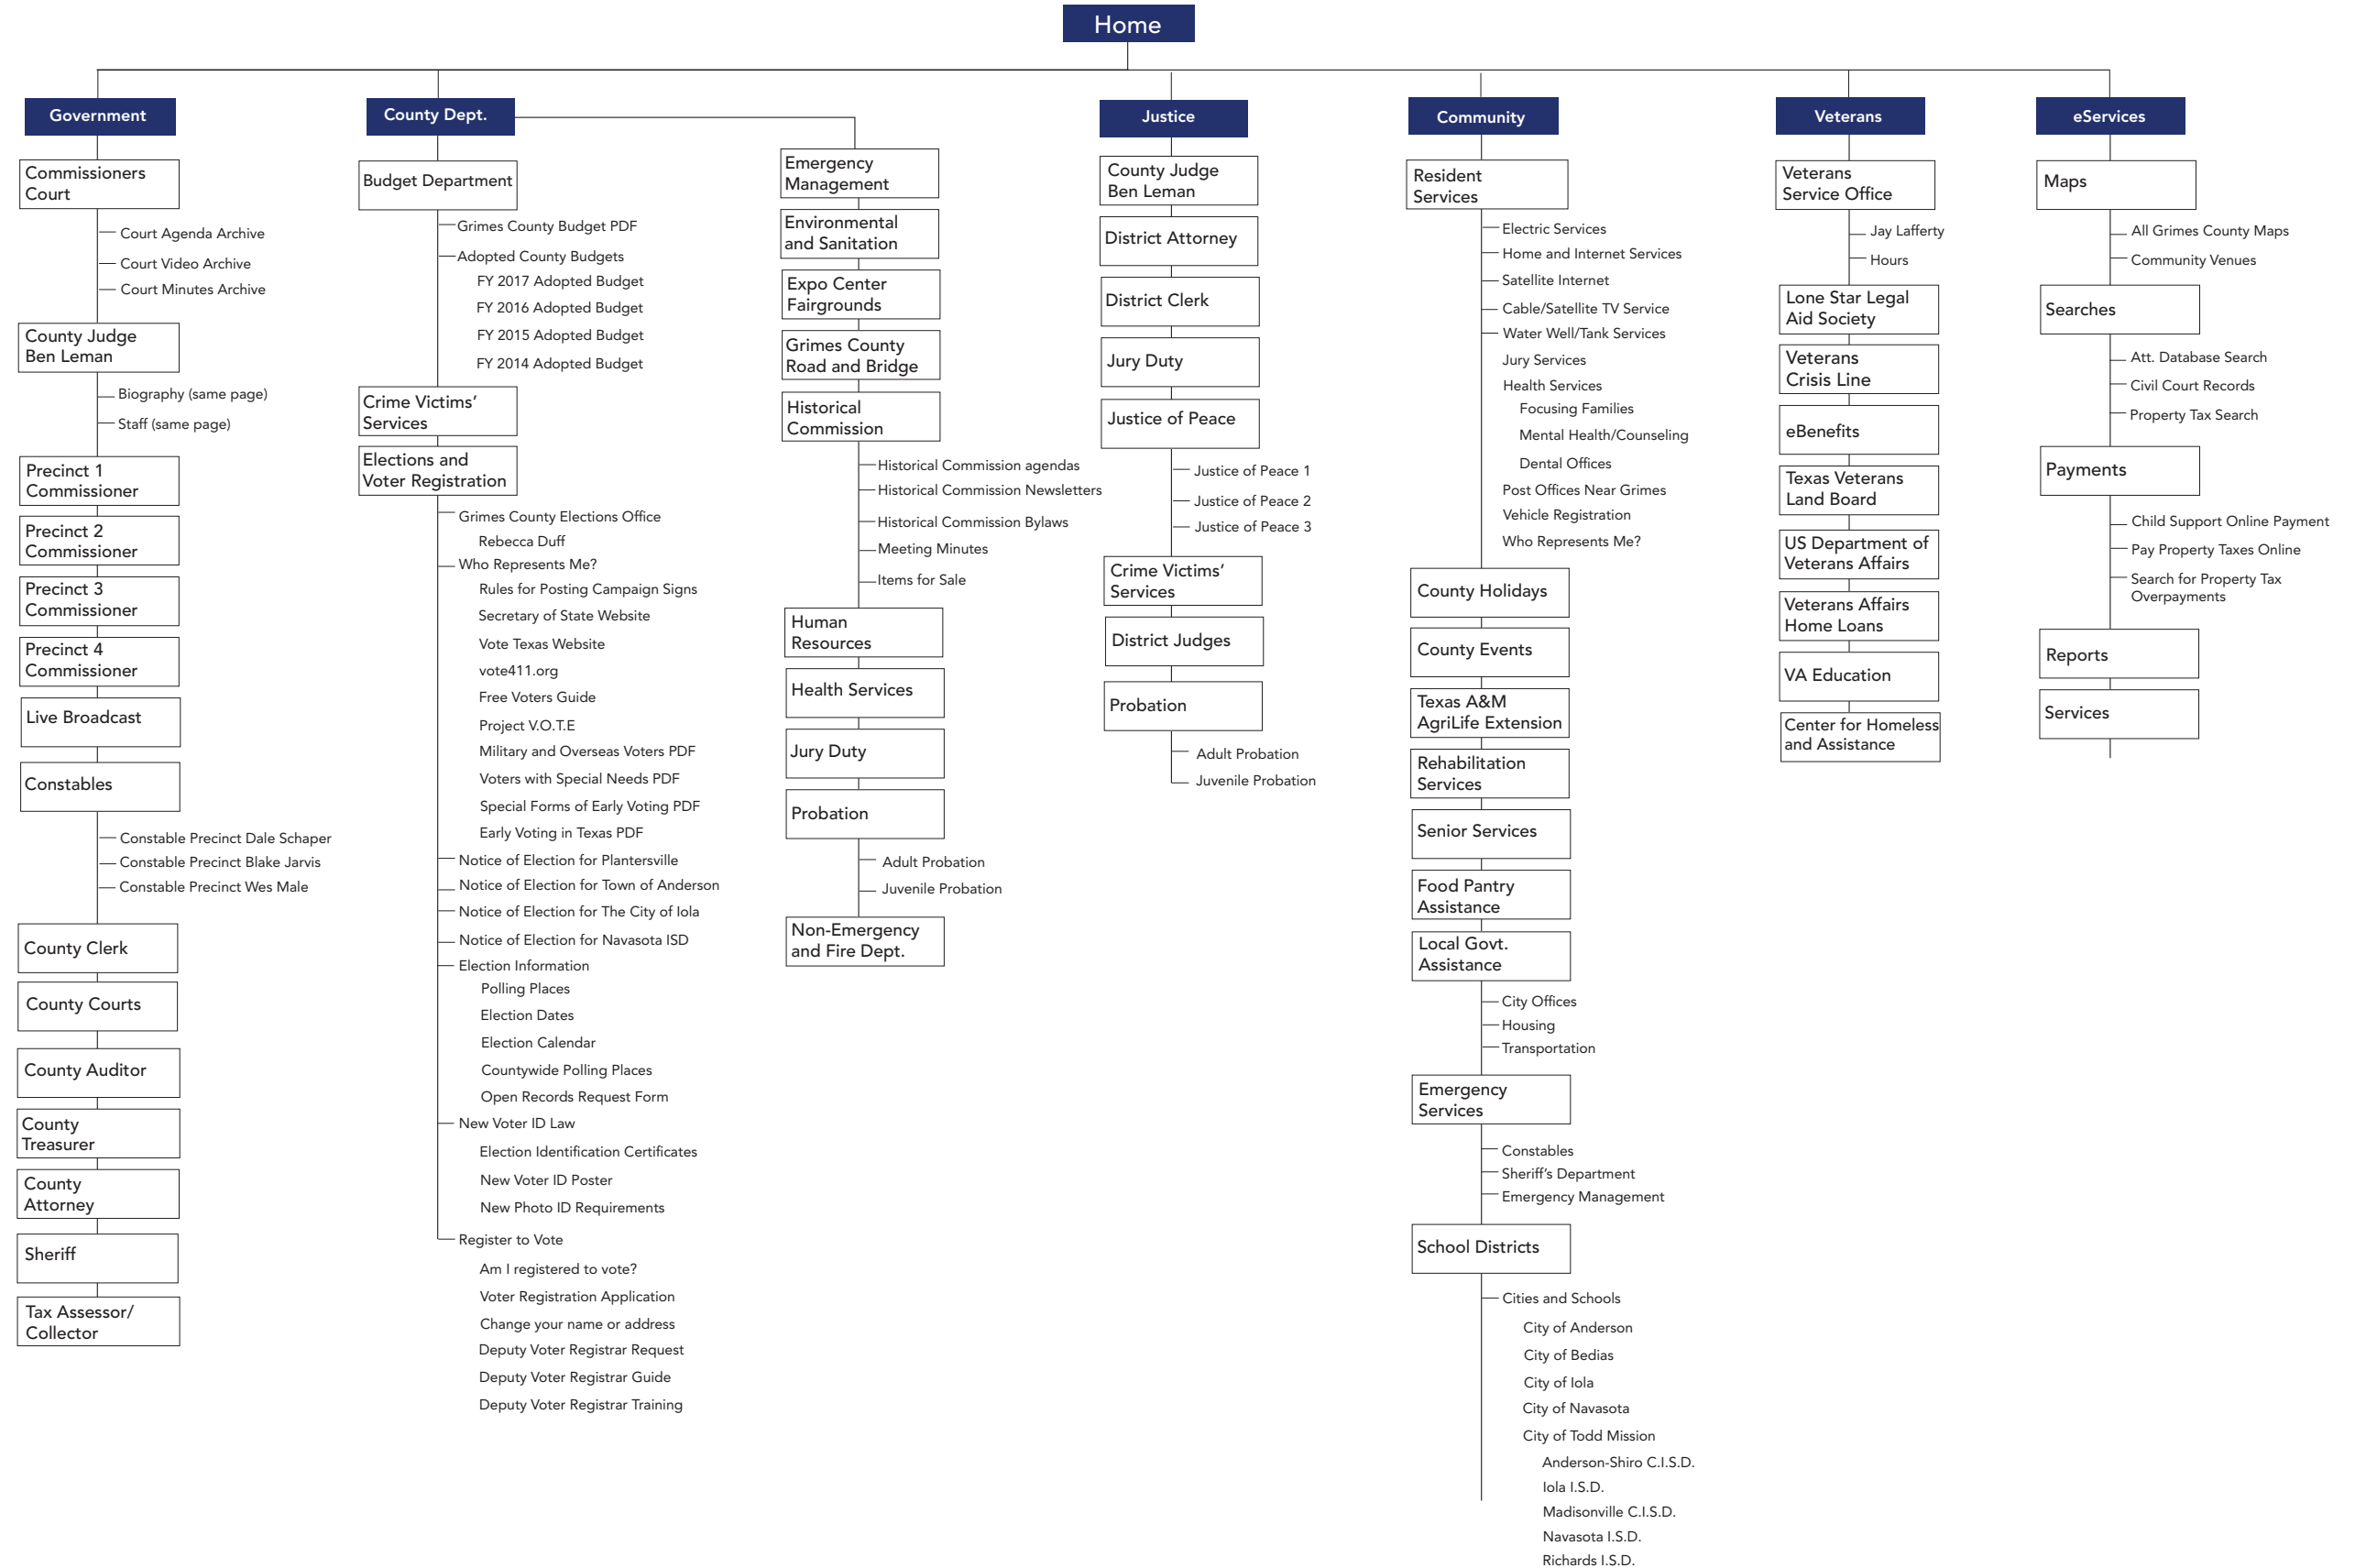 Home
Government
Commissioners
Court
Court Agenda Archive
Court Video Archive
Court Minutes Archive
County Judge
Ben Leman
Biography (same page)
Staff (same page)
Precinct 1
Commissioner
Precinct 2
Commissioner
Precinct 3
Commissioner
Precinct 4
Commissioner
Live Broadcast
Constables
Constable Precinct Dale Schaper
Constable Precinct Blake Jarvis
Constable Precinct Wes Male
County Clerk
County Courts
County Auditor
County
Treasurer
County
Attorney
Sheriff
Tax Assessor/
Collector
County Dept.
Budget Department
Grimes County Budget PDF
Adopted County Budgets
FY 2017 Adopted Budget
FY 2016 Adopted Budget
FY 2015 Adopted Budget
FY 2014 Adopted Budget
Crime Victims’
Services
Elections and
Voter Registration
Grimes County Elections Office
Rebecca Duff
Who Represents Me?
Rules for Posting Campaign Signs
Secretary of State Website
Vote Texas Website
vote411.org
Free Voters Guide
Project V.O.T.E
Military and Overseas Voters PDF
Voters with Special Needs PDF
Special Forms of Early Voting PDF
Early Voting in Texas PDF
Notice of Election for Plantersville
Notice of Election for Town of Anderson
Notice of Election for The City of Iola
Notice of Election for Navasota ISD
Election Information
Polling Places
Election Dates
Election Calendar
Countywide Polling Places
Open Records Request Form
New Voter ID Law
Election Identification Certificates
New Voter ID Poster
New Photo ID Requirements
Register to Vote
Am I registered to vote?
Voter Registration Application
Change your name or address
Deputy Voter Registrar Request
Deputy Voter Registrar Guide
Deputy Voter Registrar Training
Emergency
Management
Environmental
and Sanitation
Expo Center
Fairgrounds
Grimes County
Road and Bridge
Historical
Commission
Historical Commission agendas
Historical Commission Newsletters
Historical Commission Bylaws
Meeting Minutes
Items for Sale
Human
Resources
Health Services
Jury Duty
Probation
Adult Probation
Juvenile Probation
Non-Emergency
and Fire Dept.
Justice
County Judge
Ben Leman
District Attorney
District Clerk
Jury Duty
Justice of Peace
Justice of Peace 1
Justice of Peace 2
Justice of Peace 3
Crime Victims’
Services
District Judges
Probation
Adult Probation
Juvenile Probation
Community
Resident
Services
Electric Services
Home and Internet Services
Satellite Internet
Cable/Satellite TV Service
Water Well/Tank Services
Jury Services
Health Services
Focusing Families
Mental Health/Counseling
Dental Offices
Post Offices Near Grimes
Vehicle Registration
Who Represents Me?
County Holidays
County Events
Texas A&M
AgriLife Extension
Rehabilitation
Services
Senior Services
Food Pantry
Assistance
Local Govt.
Assistance
City Offices
Housing
Transportation
Emergency
Services
Constables
Sheriff’s Department
Emergency Management
School Districts
Cities and Schools
City of Anderson
City of Bedias
City of Iola
City of Navasota
City of Todd Mission
Anderson-Shiro C.I.S.D.
Iola I.S.D.
Madisonville C.I.S.D.
Navasota I.S.D.
Richards I.S.D.
Veterans
Veterans
Service Office
Jay Lafferty
Hours
Lone Star Legal
Aid Society
Veterans
Crisis Line
eBenefits
Texas Veterans
Land Board
US Department of
Veterans Affairs
Veterans Affairs
Home Loans
VA Education
Center for Homeless
and Assistance
eServices
Maps
All Grimes County Maps
Community Venues
Searches
Att. Database Search
Civil Court Records
Property Tax Search
Payments
Child Support Online Payment
Pay Property Taxes Online
Search for Property Tax
Overpayments
Reports
Services